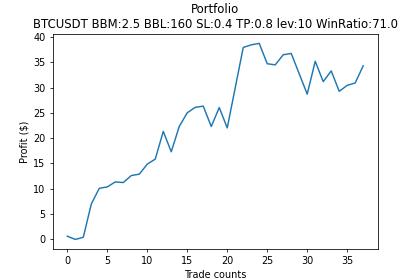 Portfolio
BTCUSDT BBM:2.5 BBL:160 SL:0.4 TP:0.8 lev:10 WinRatio:71.0
40
35
30
25
20
15
10
5
0
Profit ($)
0 5 10 15 20 25 30 35
Trade counts